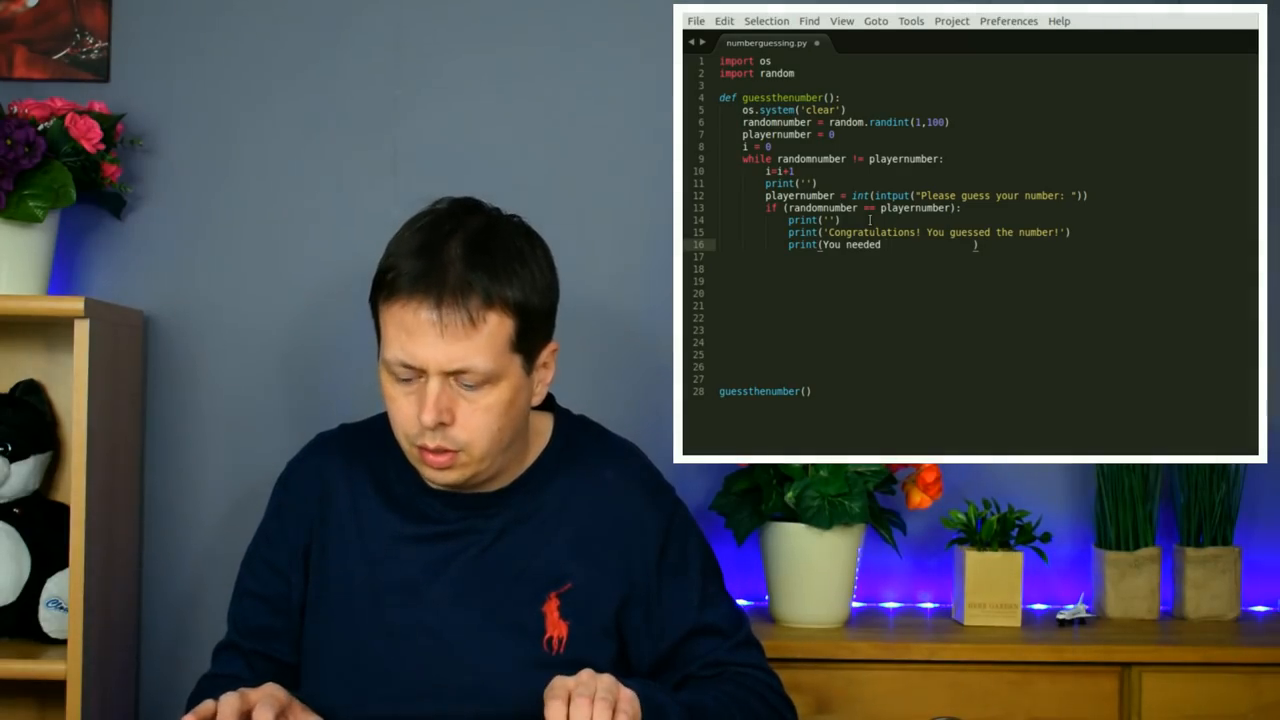 File Edit Selection Find View Goto Tools Project Preferences Help
numberguessing.py
1 import os
2 import random
3
4 def guessthenumber():
5 os.system('clear')
6 randomnumber = random.randint(1,100)
7 playernumber = 0
8 i = 0
9 while randomnumber != playernumber:
10 i=i+1
11 print('')
12 playernumber = int(intput("Please guess your number: "))
13 if (randomnumber == playernumber):
14 print('')
15 print('Congratulations! You guessed the number!')
16 print(You needed )
17
18
19
20
21
22
23
24
25
26
27
28 guessthenumber()
HERB GARDEN